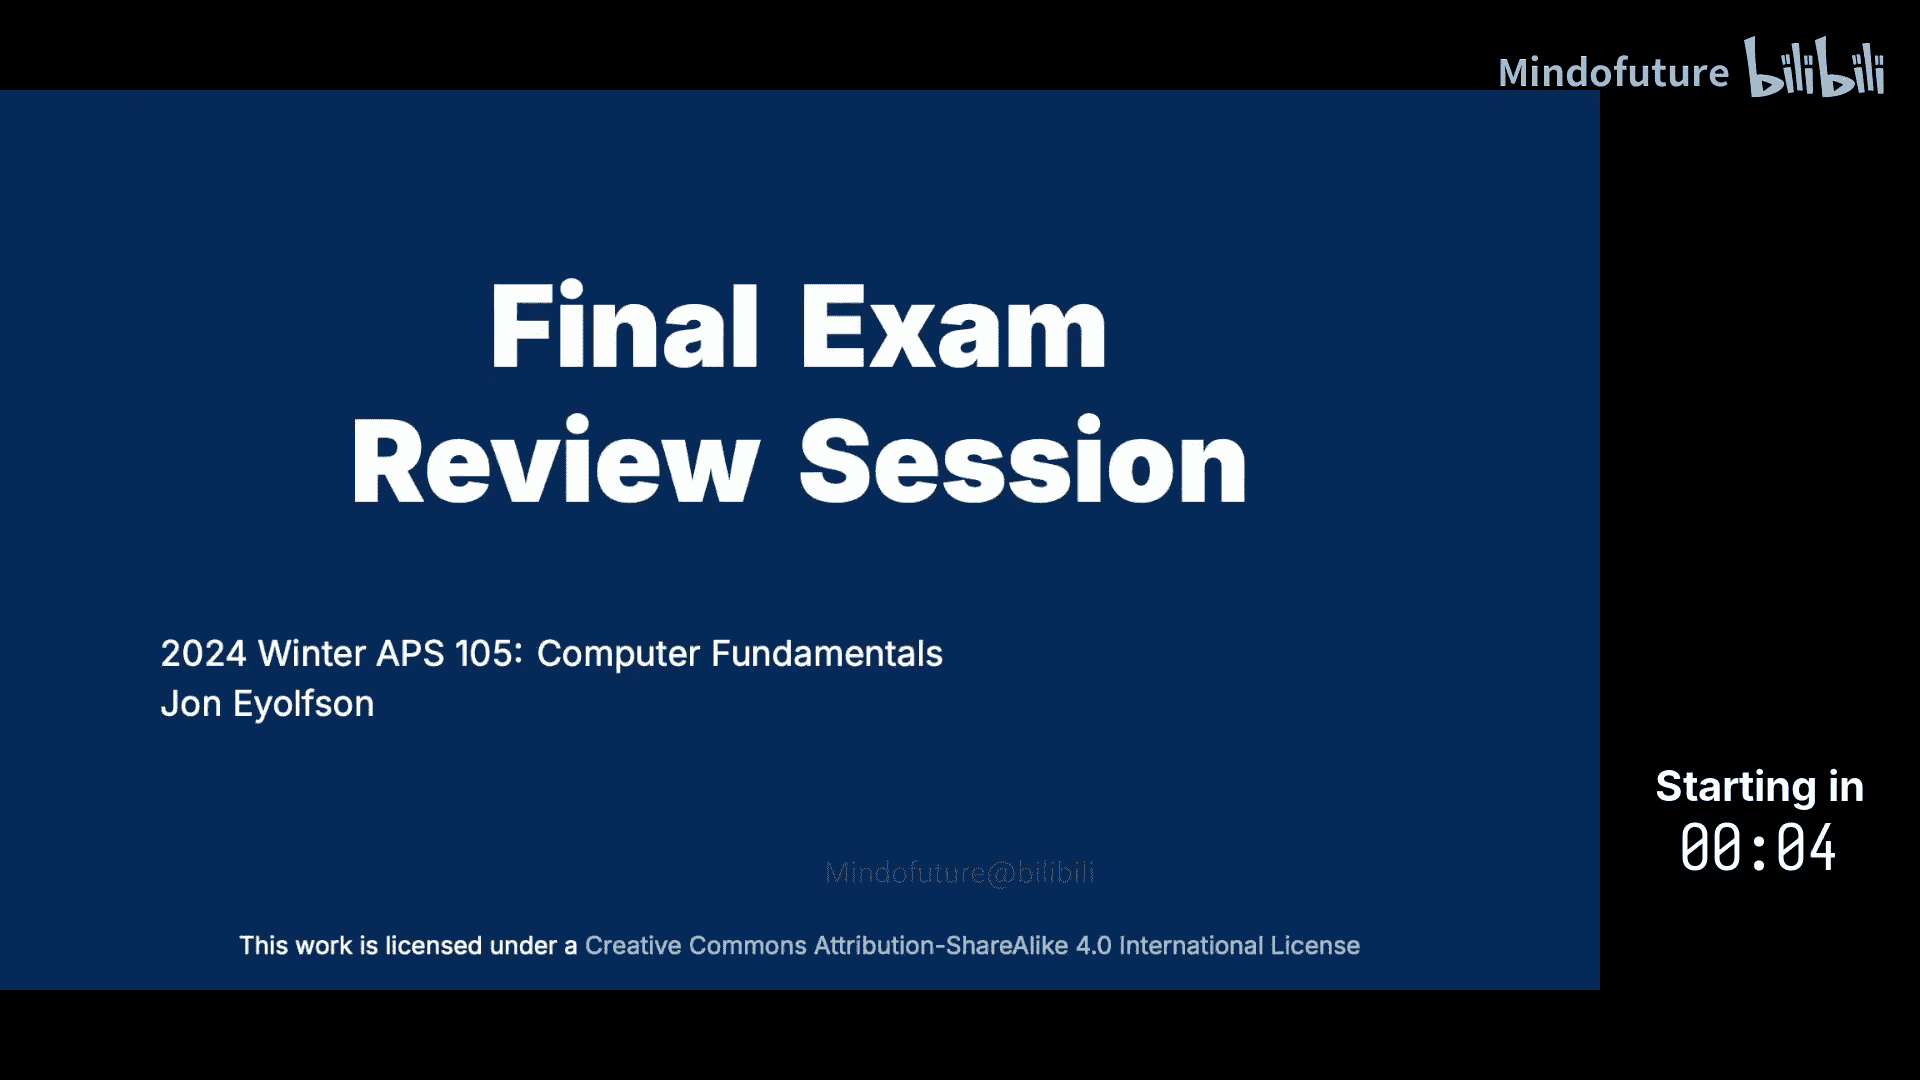 Mindofuture bilibili
Final Exam
Review Session
2024 Winter APS 105: Computer Fundamentals
Jon Eyolfson
Starting in
00:04
Mindofuture@bilibili
This work is licensed under a Creative Commons Attribution-ShareAlike 4.0 International License